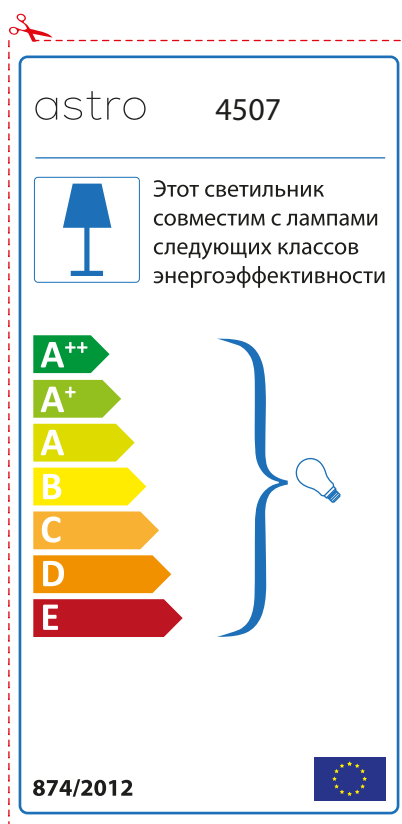 astro 4507
Этот светильник
совместим с лампами
следующих классов
энергоэффективности
A++
A+
A
B
C
D
E
874/2012